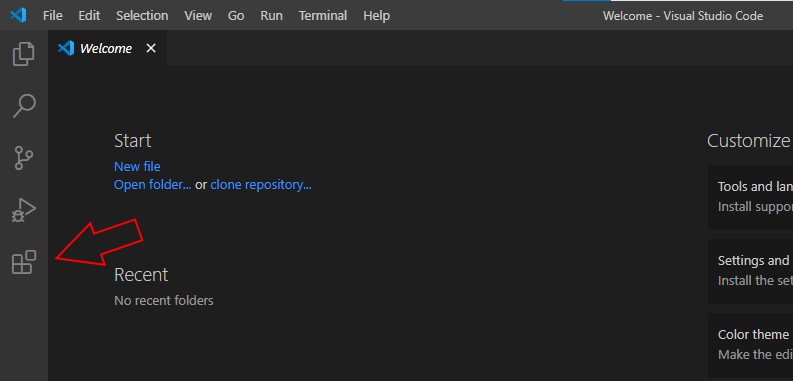 File Edit Selection View Go Run Terminal Help Welcome - Visual Studio Code
Welcome
Start
New file
Open folder... or clone repository...
Recent
No recent folders
Customize
Tools and lan
Install suppor
Settings and
Install the set
Color theme
Make the edi